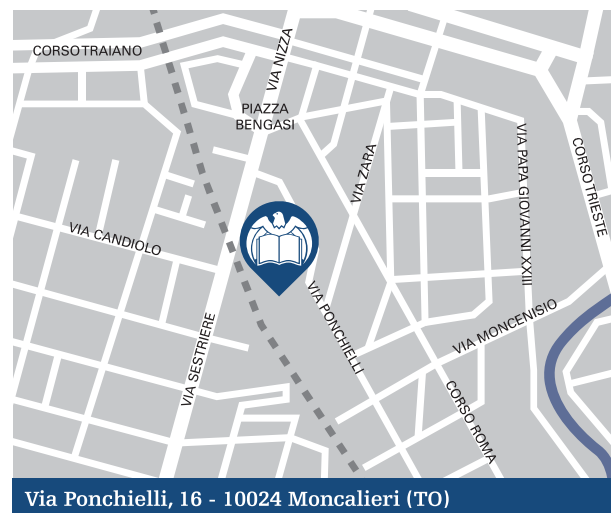 CORSO TRAIANO
VIA NIZZA
PIAZZA
BENGASI
VIA ZARA
VIA PAPA GIOVANNI XXIII
CORSO TRIESTE
VIA CANDIOLO
VIA PONCHIELLI
VIA MONCENISIO
VIA SESTRIERE
CORSO ROMA
Via Ponchielli, 16 - 10024 Moncalieri (TO)